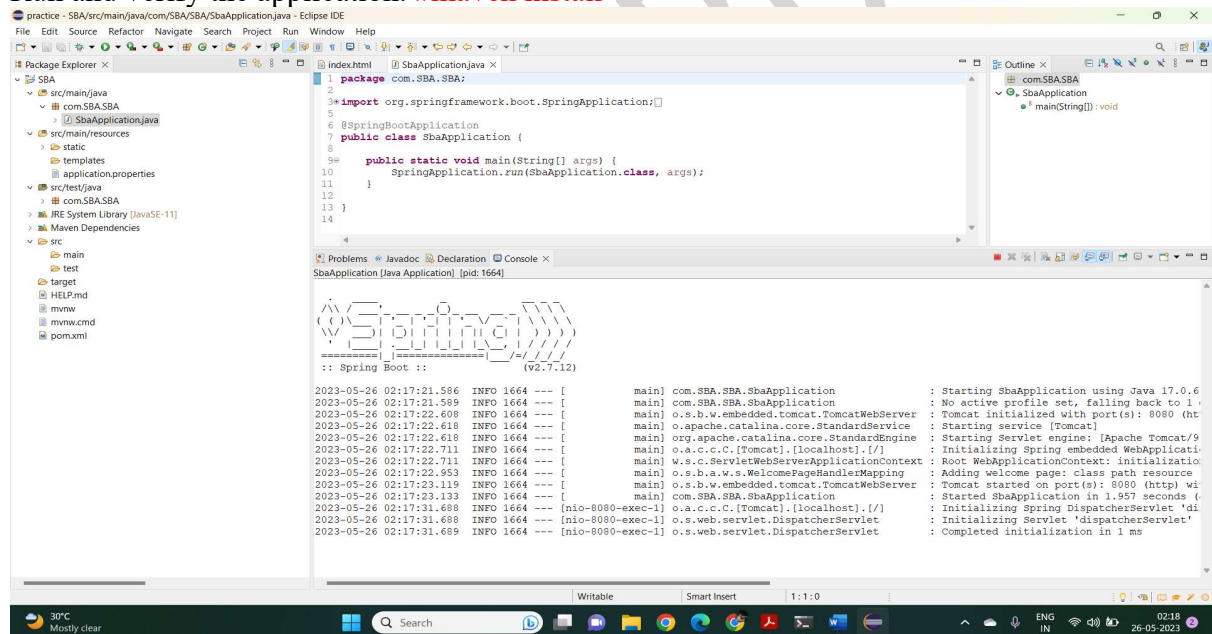 practice - SBA/src/main/java/com/SBA/SBA/SbaApplication.java - Eclipse IDE
File Edit Source Refactor Navigate Search Project Run Window Help
Package Explorer
SBA
src/main/java
com.SBA.SBA
SbaApplication.java
src/main/resources
static
templates
application.properties
src/test/java
com.SBA.SBA
JRE System Library [JavaSE-11]
Maven Dependencies
src
main
test
target
HELP.md
mvnw
mvnw.cmd
pom.xml
index.html SbaApplication.java
1 package com.SBA.SBA;
2
3 import org.springframework.boot.SpringApplication;
5
6 @SpringBootApplication
7 public class SbaApplication {
8
9 public static void main(String[] args) {
10 SpringApplication.run(SbaApplication.class, args);
11 }
12
13 }
14
Outline
com.SBA.SBA
SbaApplication
main(String[]) : void
Problems Javadoc Declaration Console
SbaApplication [Java Application] [pid: 1664]
Spring
:: Spring Boot :: (v2.7.12)
2023-05-26 02:17:21.586 INFO 1664 --- [ main] com.SBA.SBA.SbaApplication : Starting SbaApplication using Java 17.0.6
2023-05-26 02:17:21.589 INFO 1664 --- [ main] com.SBA.SBA.SbaApplication : No active profile set, falling back to 1
2023-05-26 02:17:22.608 INFO 1664 --- [ main] o.s.b.w.embedded.tomcat.TomcatWebServer : Tomcat initialized with port(s): 8080 (ht
2023-05-26 02:17:22.618 INFO 1664 --- [ main] o.apache.catalina.core.StandardService : Starting service [Tomcat]
2023-05-26 02:17:22.618 INFO 1664 --- [ main] org.apache.catalina.core.StandardEngine : Starting Servlet engine: [Apache Tomcat/9
2023-05-26 02:17:22.711 INFO 1664 --- [ main] o.a.c.c.C.[Tomcat].[localhost].[/] : Initializing Spring embedded WebApplicati
2023-05-26 02:17:22.711 INFO 1664 --- [ main] w.s.c.ServletWebServerApplicationContext : Root WebApplicationContext: initializatio
2023-05-26 02:17:22.953 INFO 1664 --- [ main] o.s.b.a.w.s.WelcomePageHandlerMapping : Adding welcome page: class path resource
2023-05-26 02:17:23.119 INFO 1664 --- [ main] o.s.b.w.embedded.tomcat.TomcatWebServer : Tomcat started on port(s): 8080 (http) wi
2023-05-26 02:17:23.133 INFO 1664 --- [ main] com.SBA.SBA.SbaApplication : Started SbaApplication in 1.957 seconds (
2023-05-26 02:17:31.688 INFO 1664 --- [nio-8080-exec-1] o.a.c.c.C.[Tomcat].[localhost].[/] : Initializing Spring DispatcherServlet 'di
2023-05-26 02:17:31.688 INFO 1664 --- [nio-8080-exec-1] o.s.web.servlet.DispatcherServlet : Initializing Servlet 'dispatcherServlet'
2023-05-26 02:17:31.689 INFO 1664 --- [nio-8080-exec-1] o.s.web.servlet.DispatcherServlet : Completed initialization in 1 ms
Writable Smart Insert 1 : 1 : 0
30°C
Mostly clear
Search
ENG
IN
02:18
26-05-2023
2